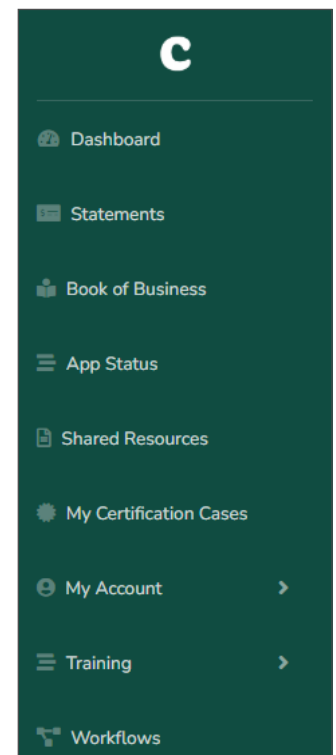 C
Dashboard
Statements
Book of Business
App Status
Shared Resources
My Certification Cases
My Account
Training
Workflows